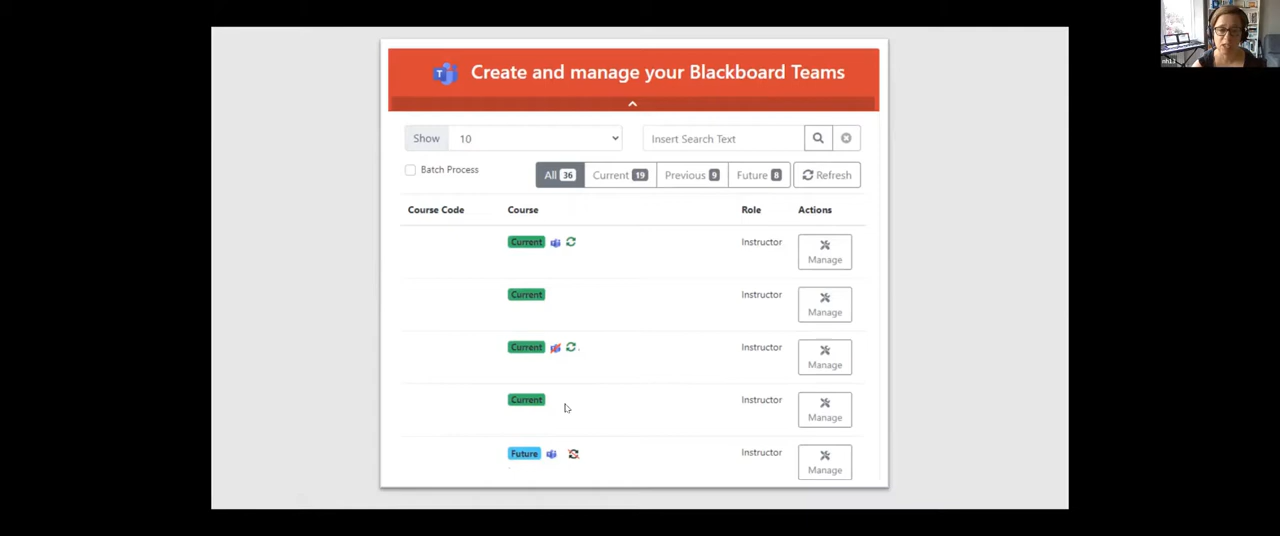 Create and manage your Blackboard Teams
Show 10 Insert Search Text
Batch Process All 36 Current 19 Previous 9 Future 8 Refresh
Course Code Course Role Actions
Current Instructor Manage
Current Instructor Manage
Current Instructor Manage
Current Instructor Manage
Future Instructor Manage